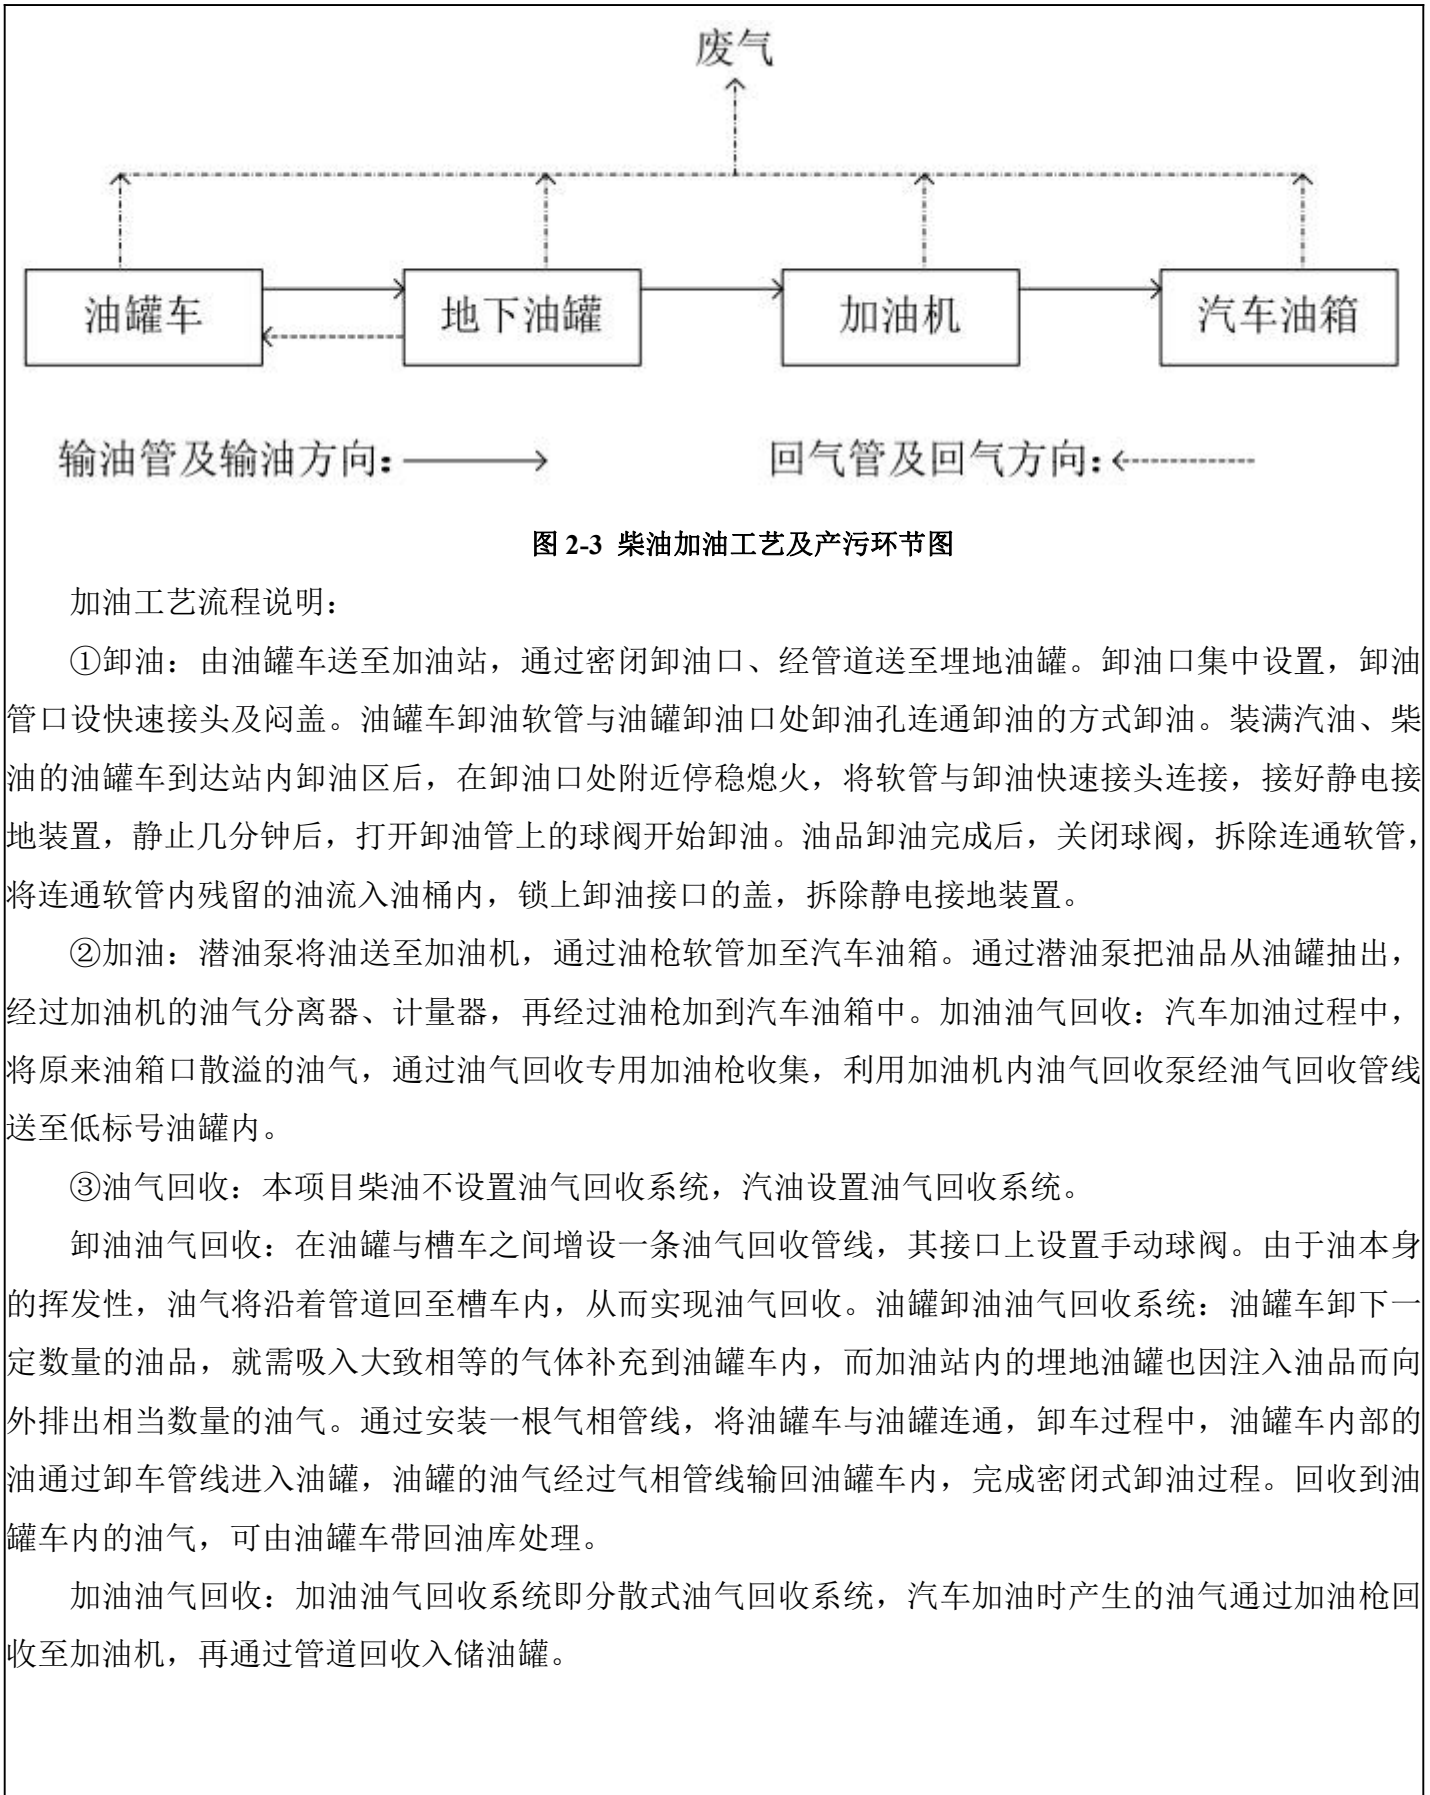 废气
油罐车
地下油罐
加油机
汽车油箱
输油管及输油方向：
回气管及回气方向：
图 2-3 柴油加油工艺及产污环节图
加油工艺流程说明：
①卸油：由油罐车送至加油站，通过密闭卸油口、经管道送至埋地油罐。卸油口集中设置，卸油
管口设快速接头及闷盖。油罐车卸油软管与油罐卸油口处卸油孔连通卸油的方式卸油。装满汽油、柴
油的油罐车到达站内卸油区后，在卸油口处附近停稳熄火，将软管与卸油快速接头连接，接好静电接
地装置，静止几分钟后，打开卸油管上的球阀开始卸油。油品卸油完成后，关闭球阀，拆除连通软管，
将连通软管内残留的油流入油桶内，锁上卸油接口的盖，拆除静电接地装置。
②加油：潜油泵将油送至加油机，通过油枪软管加至汽车油箱。通过潜油泵把油品从油罐抽出，
经过加油机的油气分离器、计量器，再经过油枪加到汽车油箱中。加油油气回收：汽车加油过程中，
将原来油箱口散溢的油气，通过油气回收专用加油枪收集，利用加油机内油气回收泵经油气回收管线
送至低标号油罐内。
③油气回收：本项目柴油不设置油气回收系统，汽油设置油气回收系统。
卸油油气回收：在油罐与槽车之间增设一条油气回收管线，其接口上设置手动球阀。由于油本身
的挥发性，油气将沿着管道回至槽车内，从而实现油气回收。油罐卸油油气回收系统：油罐车卸下一
定数量的油品，就需吸入大致相等的气体补充到油罐车内，而加油站内的埋地油罐也因注入油品而向
外排出相当数量的油气。通过安装一根气相管线，将油罐车与油罐连通，卸车过程中，油罐车内部的
油通过卸车管线进入油罐，油罐的油气经过气相管线输回油罐车内，完成密闭式卸油过程。回收到油
罐车内的油气，可由油罐车带回油库处理。
加油油气回收：加油油气回收系统即分散式油气回收系统，汽车加油时产生的油气通过加油枪回
收至加油机，再通过管道回收入储油罐。